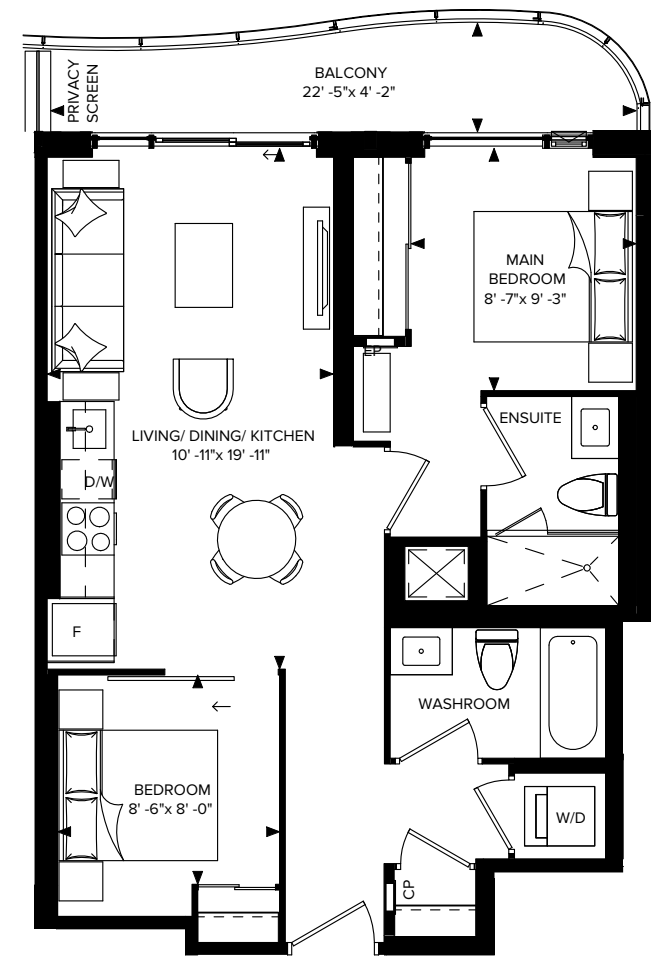 PRIVACY
SCREEN
BALCONY
22' -5"x 4' -2"
MAIN
BEDROOM
8' -7"x 9' -3"
EP
ENSUITE
LIVING/ DINING/ KITCHEN
10' -11"x 19' -11"
D/W
F
WASHROOM
BEDROOM
8' -6"x 8' -0"
W/D
CP